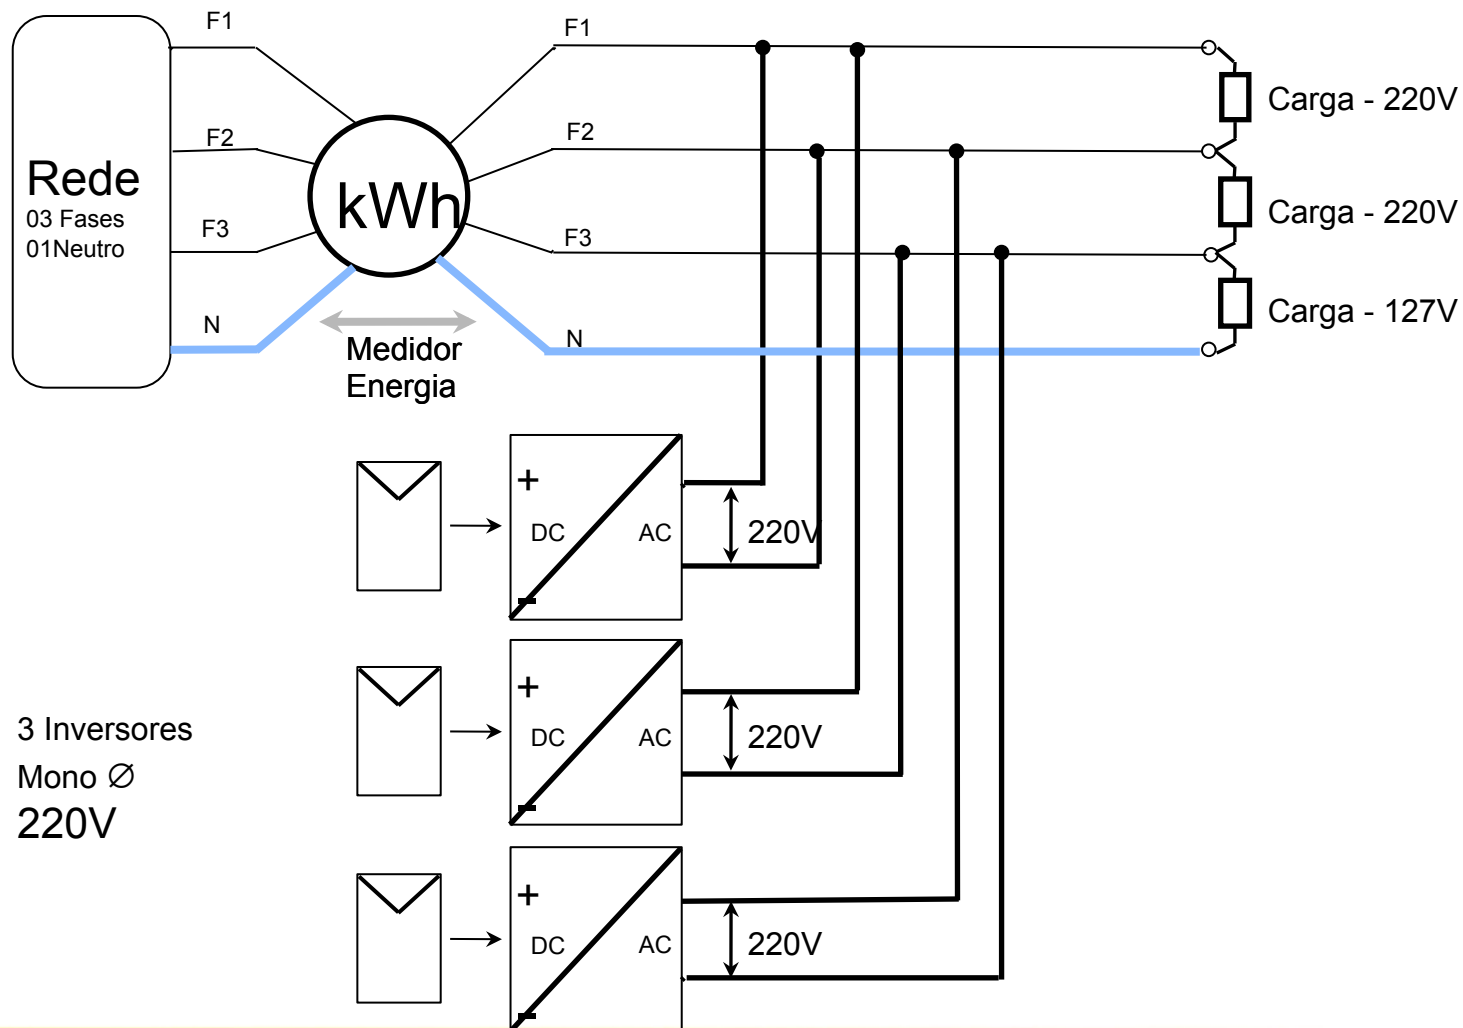 F1
F1
Carga - 220V
F2
F2
Rede
03 Fases
01Neutro
kWh
Carga - 220V
F3
F3
N
N
Carga - 127V
Medidor
Energia
+
DC
AC
220V
-
+
DC
AC
220V
-
3 Inversores
Mono ∅
220V
+
DC
AC
220V
-